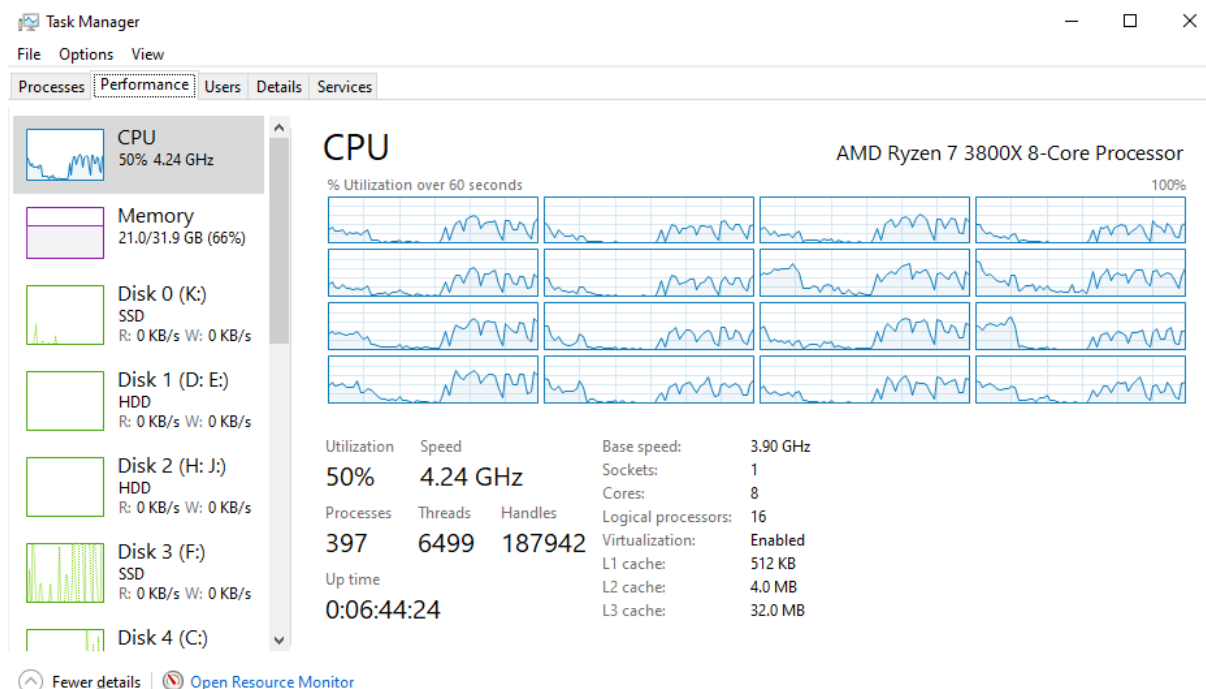 Task Manager
File Options View
Processes Performance Users Details Services
CPU
50% 4.24 GHz
Memory
21.0/31.9 GB (66%)
Disk 0 (K:)
SSD
R: 0 KB/s W: 0 KB/s
Disk 1 (D: E:)
HDD
R: 0 KB/s W: 0 KB/s
Disk 2 (H: J:)
HDD
R: 0 KB/s W: 0 KB/s
Disk 3 (F:)
SSD
R: 0 KB/s W: 0 KB/s
Disk 4 (C:)
CPU AMD Ryzen 7 3800X 8-Core Processor
% Utilization over 60 seconds 100%
Utilization Speed
50% 4.24 GHz
Processes Threads Handles
397 6499 187942
Up time
0:06:44:24
Base speed: 3.90 GHz
Sockets: 1
Cores: 8
Logical processors: 16
Virtualization: Enabled
L1 cache: 512 KB
L2 cache: 4.0 MB
L3 cache: 32.0 MB
Fewer details Open Resource Monitor